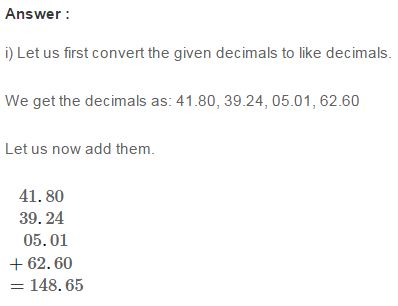 Answer :
i) Let us first convert the given decimals to like decimals.
We get the decimals as: 41.80, 39.24, 05.01, 62.60
Let us now add them.
41.80
39.24
05.01
+ 62.60
= 148.65